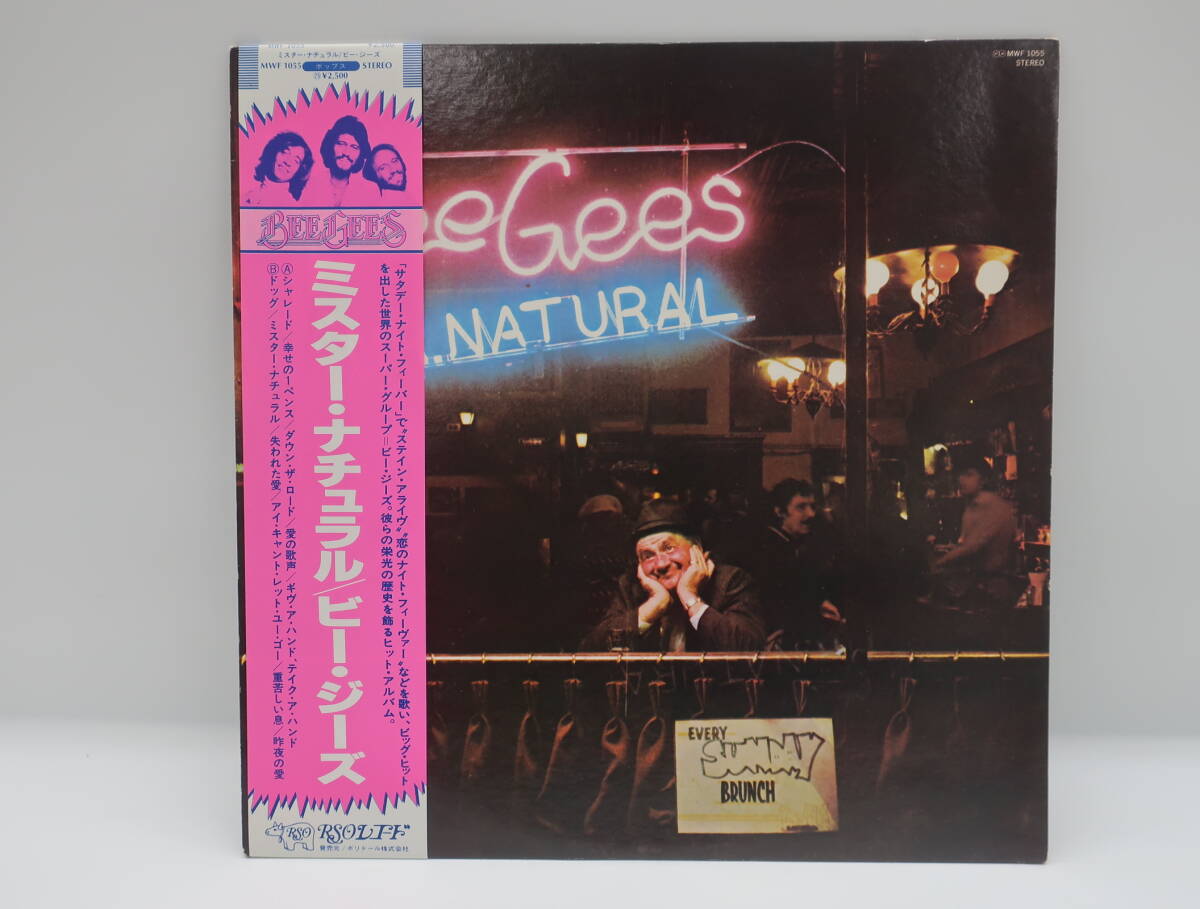 ミスター・ナチュラル/ビー・ジーズ
MWF 1055 ポップス STEREO
㉕¥2,500
BEE GEES
「サタデー・ナイト・フィーバー」で“ステイン・アライヴ”“恋のナイト・フィーヴァー”などを歌い、ビッグ・ヒット
を出した世界のスーパー・グループ=ビー・ジーズ。彼らの栄光の歴史を飾るヒット・アルバム。
ミスター・ナチュラル/ビー・ジーズ
Ⓐシャレード/幸せの一ペンス/ダウン・ザ・ロード/愛の歌声/ギヴ・ア・ハンド、テイク・ア・ハンド
Ⓑドッグ/ミスター・ナチュラル/失われた愛/アイ・キャント・レット・ユー・ゴー/重苦しい息/昨夜の愛
RSO RSOレコード
発売元/ポリドール株式会社
MWF 1055
STEREO
eeGees
.NATURAL
EVERY
SUNDAY
BRUNCH